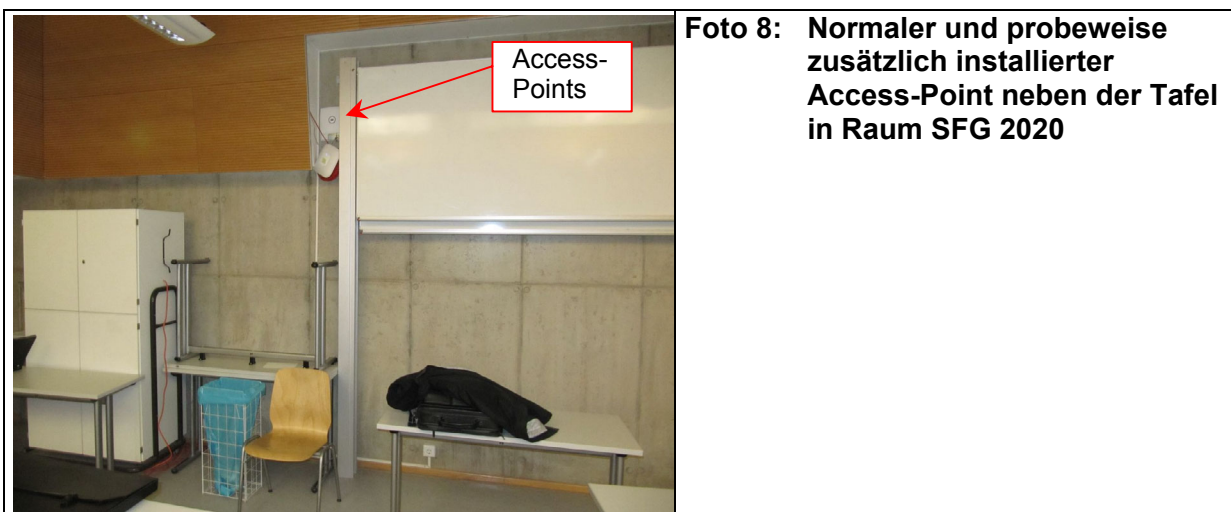 Access-
Points
Foto 8: Normaler und probeweise
zusätzlich installierter
Access-Point neben der Tafel
in Raum SFG 2020